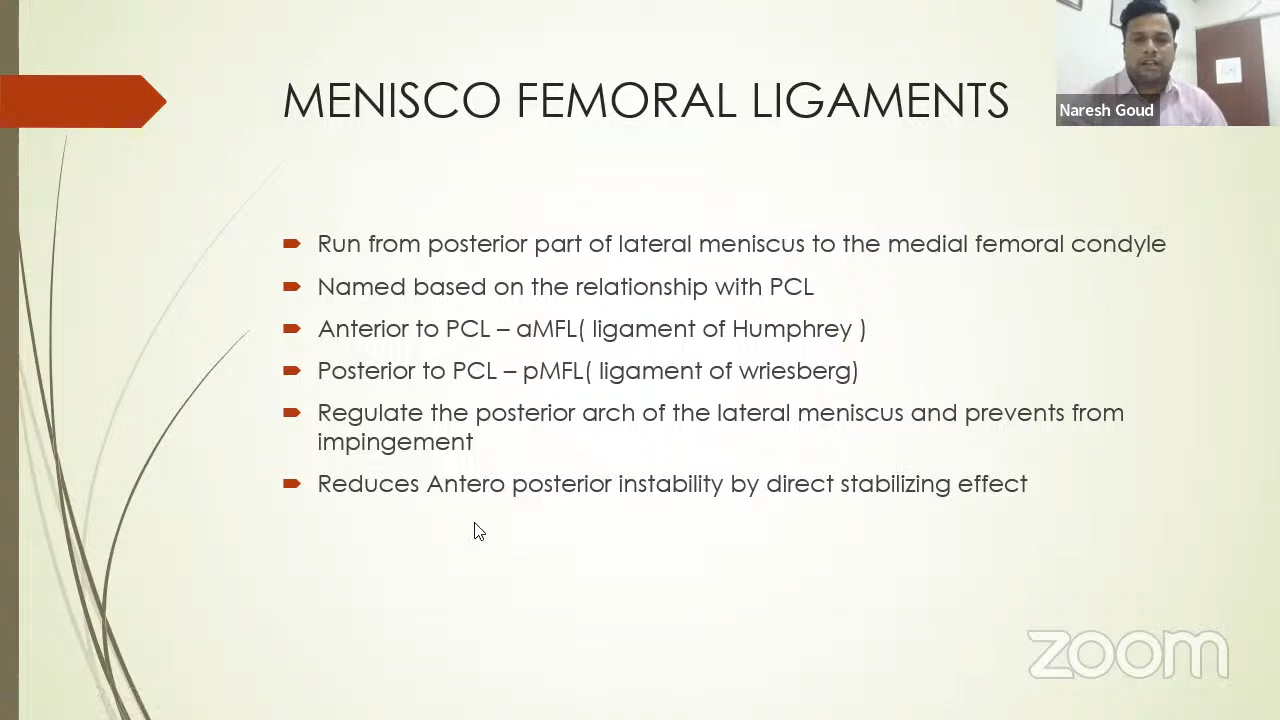 MENISCO FEMORAL LIGAMENTS
Naresh Goud
Run from posterior part of lateral meniscus to the medial femoral condyle
Named based on the relationship with PCL
Anterior to PCL – aMFL( ligament of Humphrey )
Posterior to PCL – pMFL( ligament of wriesberg)
Regulate the posterior arch of the lateral meniscus and prevents from
impingement
Reduces Antero posterior instability by direct stabilizing effect
zoom